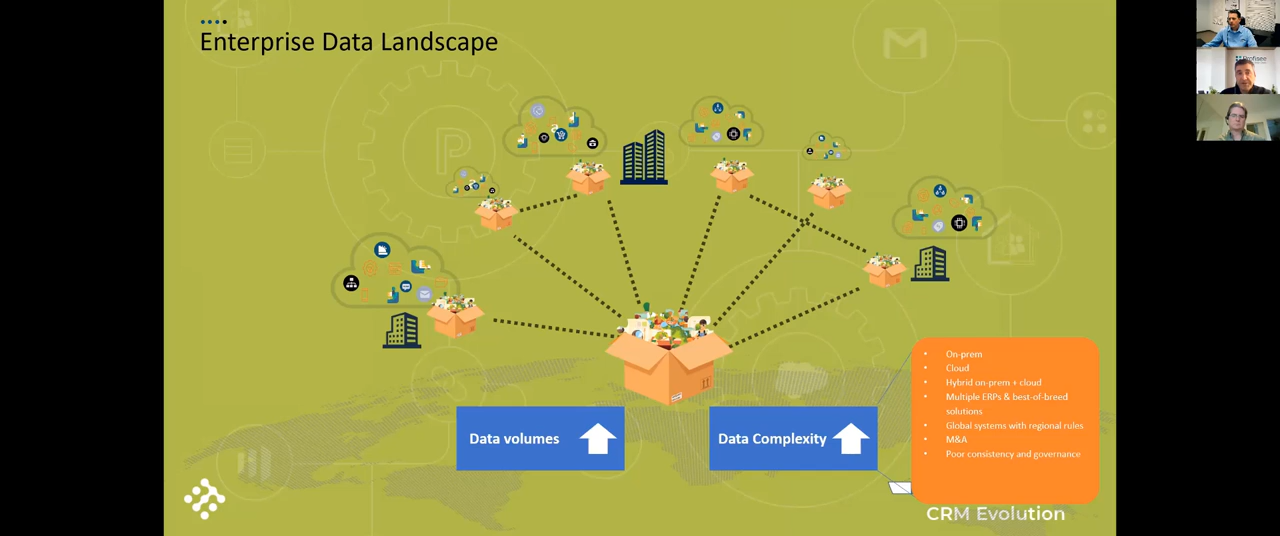 Enterprise Data Landscape
Profisee
P
Data volumes
Data Complexity
• On-prem
• Cloud
• Hybrid on-prem + cloud
• Multiple ERPs & best-of-breed
solutions
• Global systems with regional rules
• M&A
• Poor consistency and governance
CRM Evolution